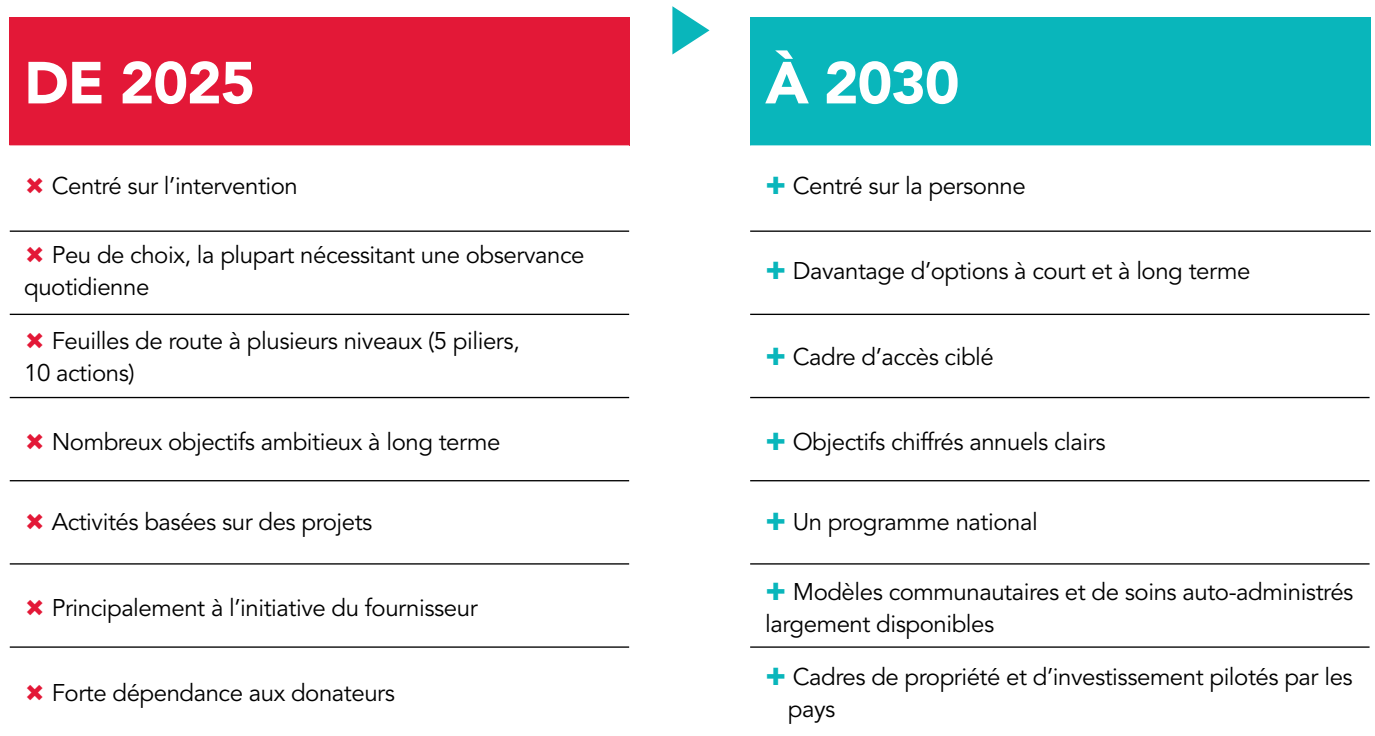 DE 2025
✖ Centré sur l’intervention
✖ Peu de choix, la plupart nécessitant une observance
quotidienne
✖ Feuilles de route à plusieurs niveaux (5 piliers,
10 actions)
✖ Nombreux objectifs ambitieux à long terme
✖ Activités basées sur des projets
✖ Principalement à l’initiative du fournisseur
✖ Forte dépendance aux donateurs
À 2030
+ Centré sur la personne
+ Davantage d’options à court et à long terme
+ Cadre d’accès ciblé
+ Objectifs chiffrés annuels clairs
+ Un programme national
+ Modèles communautaires et de soins auto-administrés
largement disponibles
+ Cadres de propriété et d’investissement pilotés par les
pays